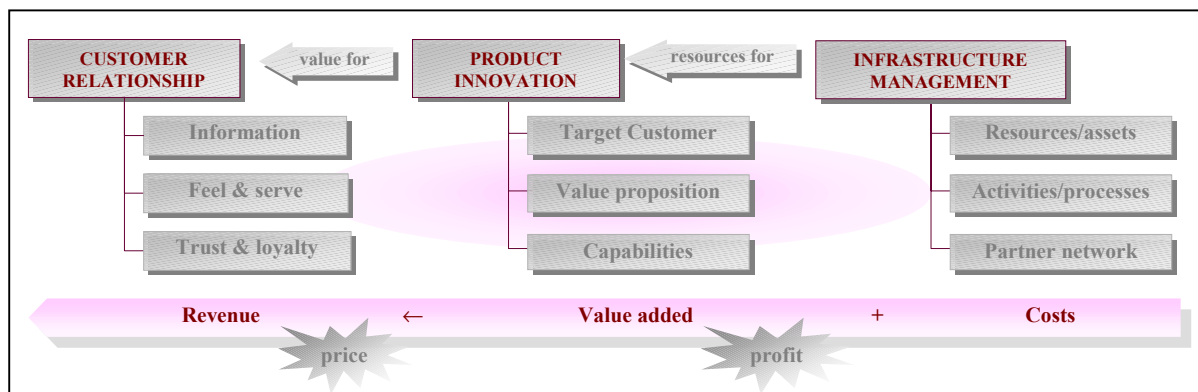 CUSTOMER
RELATIONSHIP
value for
PRODUCT
INNOVATION
resources for
INFRASTRUCTURE
MANAGEMENT
Information
Feel & serve
Trust & loyalty
Target Customer
Value proposition
Capabilities
Resources/assets
Activities/processes
Partner network
Revenue ← Value added + Costs
price
profit